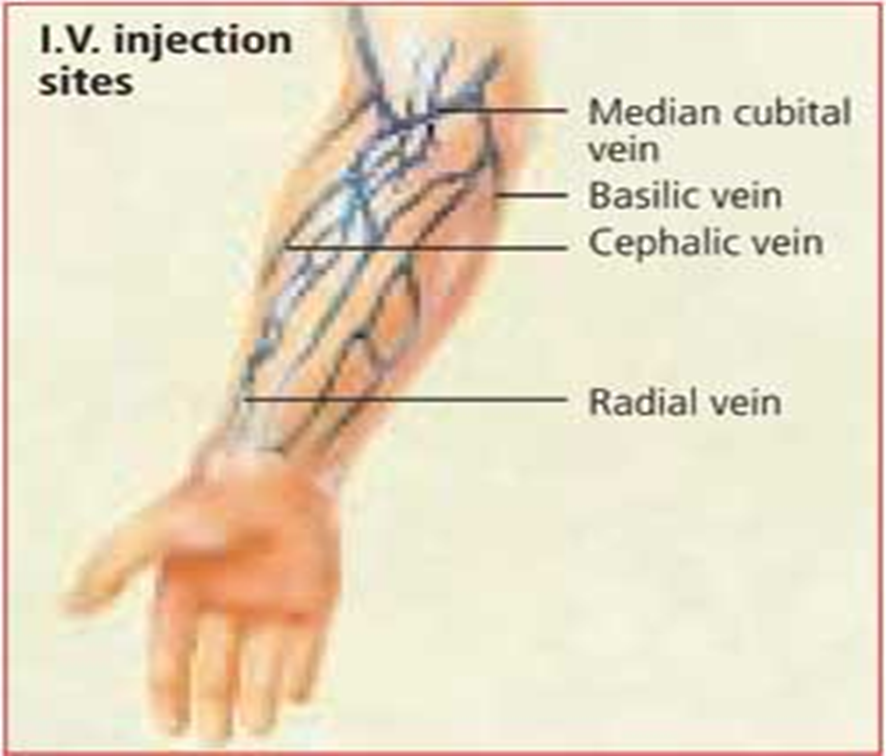 I.V. injection
sites
Median cubital
vein
Basilic vein
Cephalic vein
Radial vein